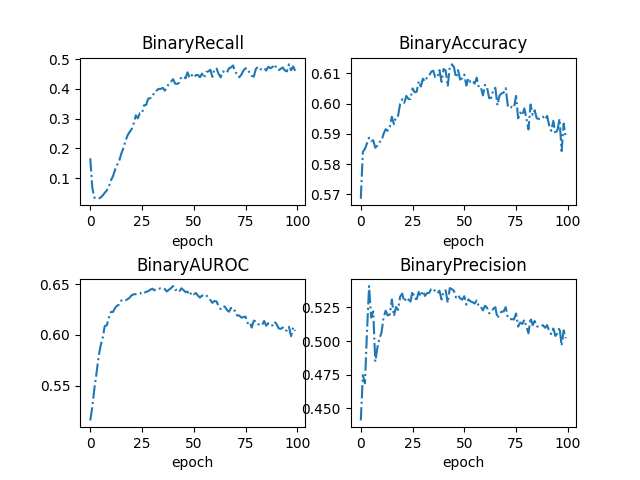 BinaryRecall
0.5
0.4
0.3
0.2
0.1
0 25 50 75 100
epoch
BinaryAccuracy
0.61
0.60
0.59
0.58
0.57
0 25 50 75 100
epoch
BinaryAUROC
0.65
0.60
0.55
0 25 50 75 100
epoch
BinaryPrecision
0.525
0.500
0.475
0.450
0 25 50 75 100
epoch